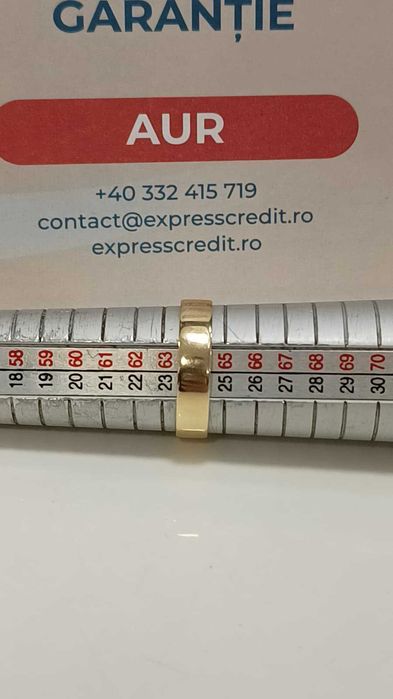 GARANȚIE
AUR
+40 332 415 719
contact@expresscredit.ro
expresscredit.ro
58 59 60 61 62 63 65 66 67 68 69 70
18 19 20 21 22 23 25 26 27 28 29 30